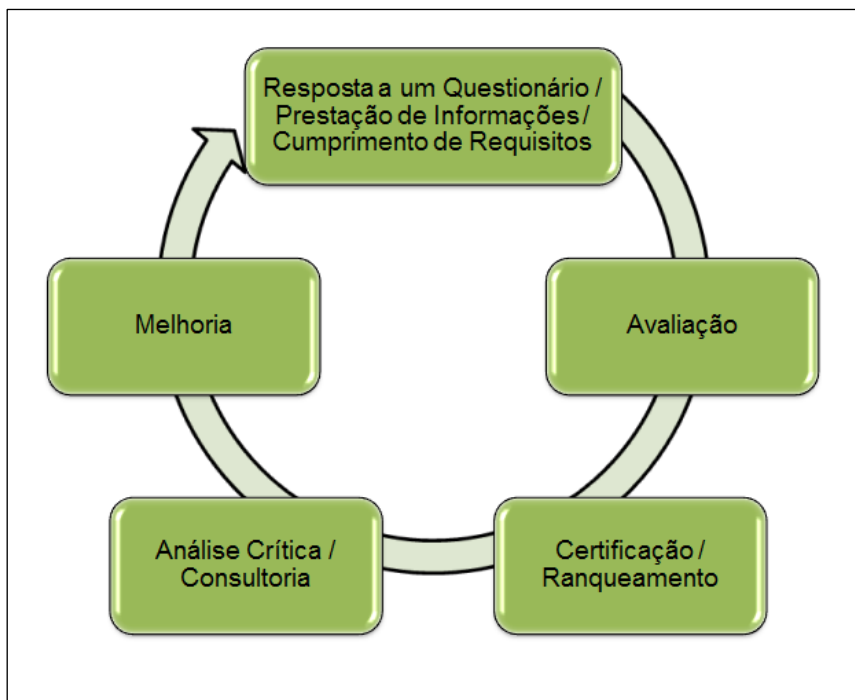 Resposta a um Questionário /
Prestação de Informações /
Cumprimento de Requisitos
Avaliação
Certificação /
Ranqueamento
Análise Crítica /
Consultoria
Melhoria